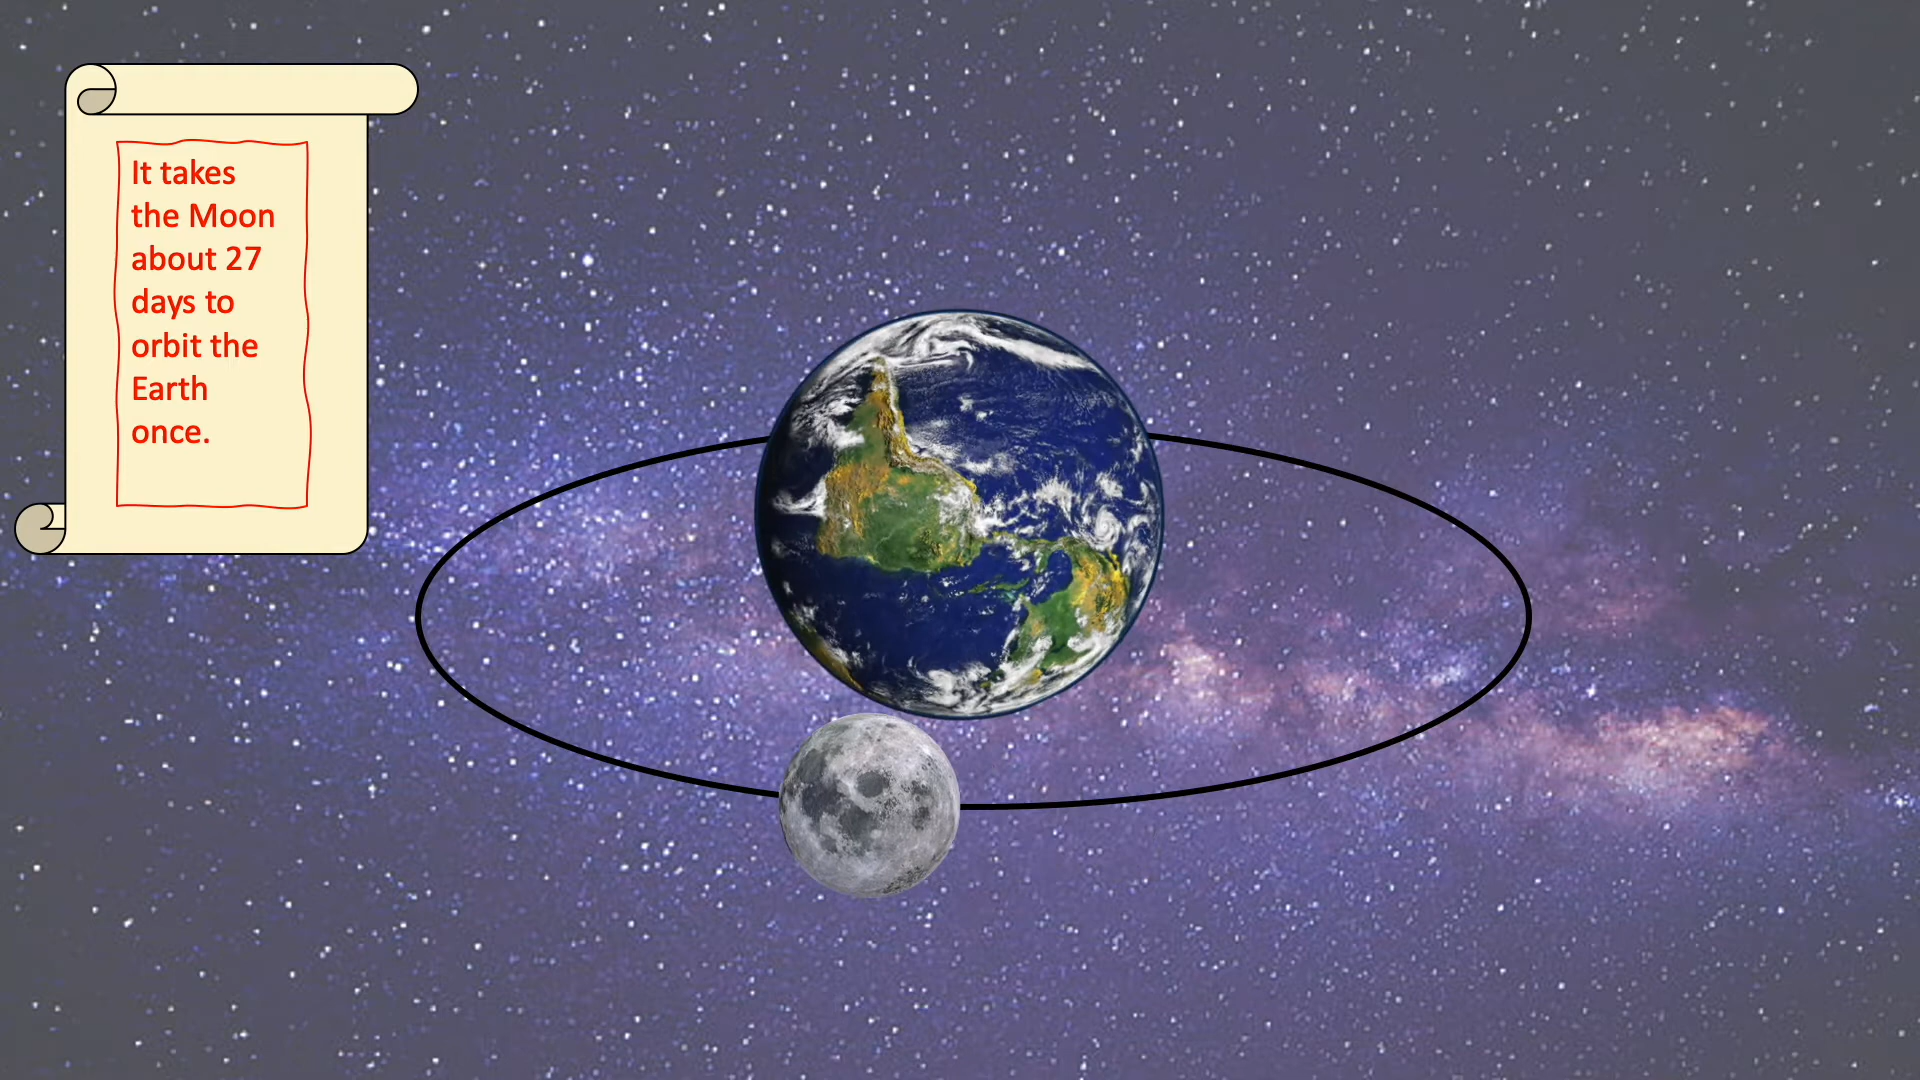 It takes
the Moon
about 27
days to
orbit the
Earth
once.